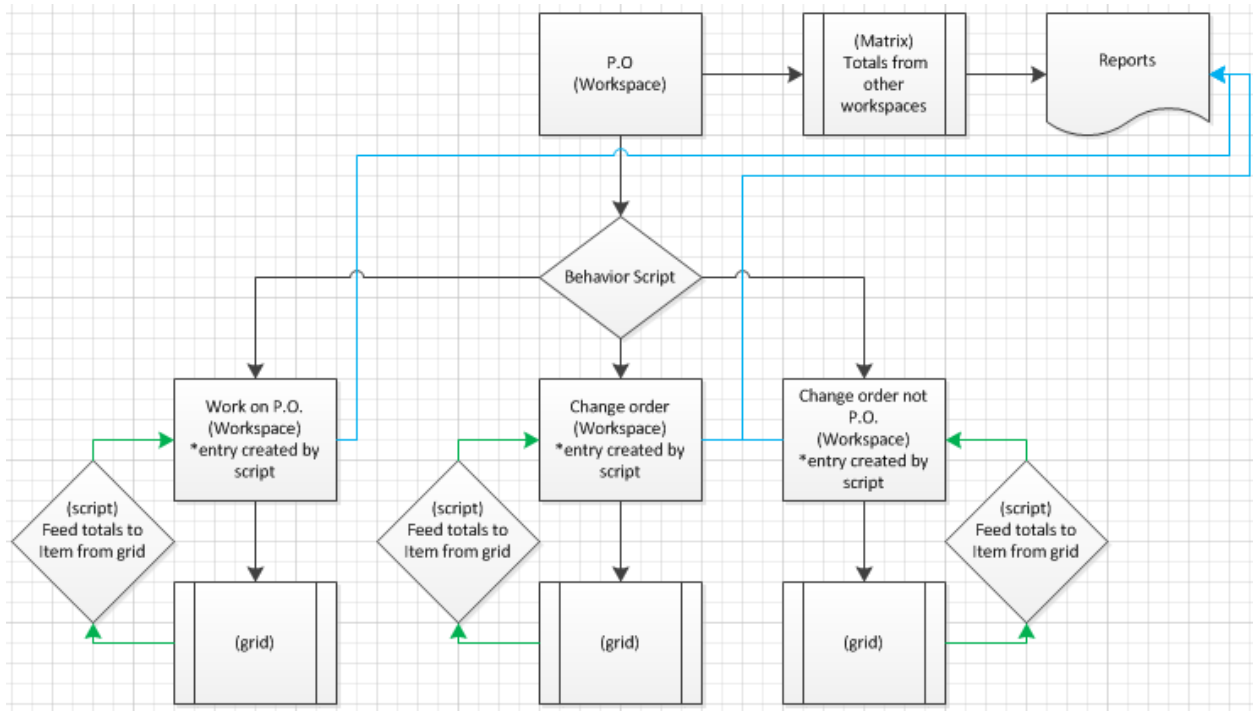 P.O
(Workspace)
(Matrix)
Totals from
other
workspaces
Reports
Behavior Script
Work on P.O.
(Workspace)
*entry created by
script
Change order
(Workspace)
*entry created by
script
Change order not
P.O.
(Workspace)
*entry created by
script
(script)
Feed totals to
Item from grid
(script)
Feed totals to
Item from grid
(script)
Feed totals to
Item from grid
(grid)
(grid)
(grid)